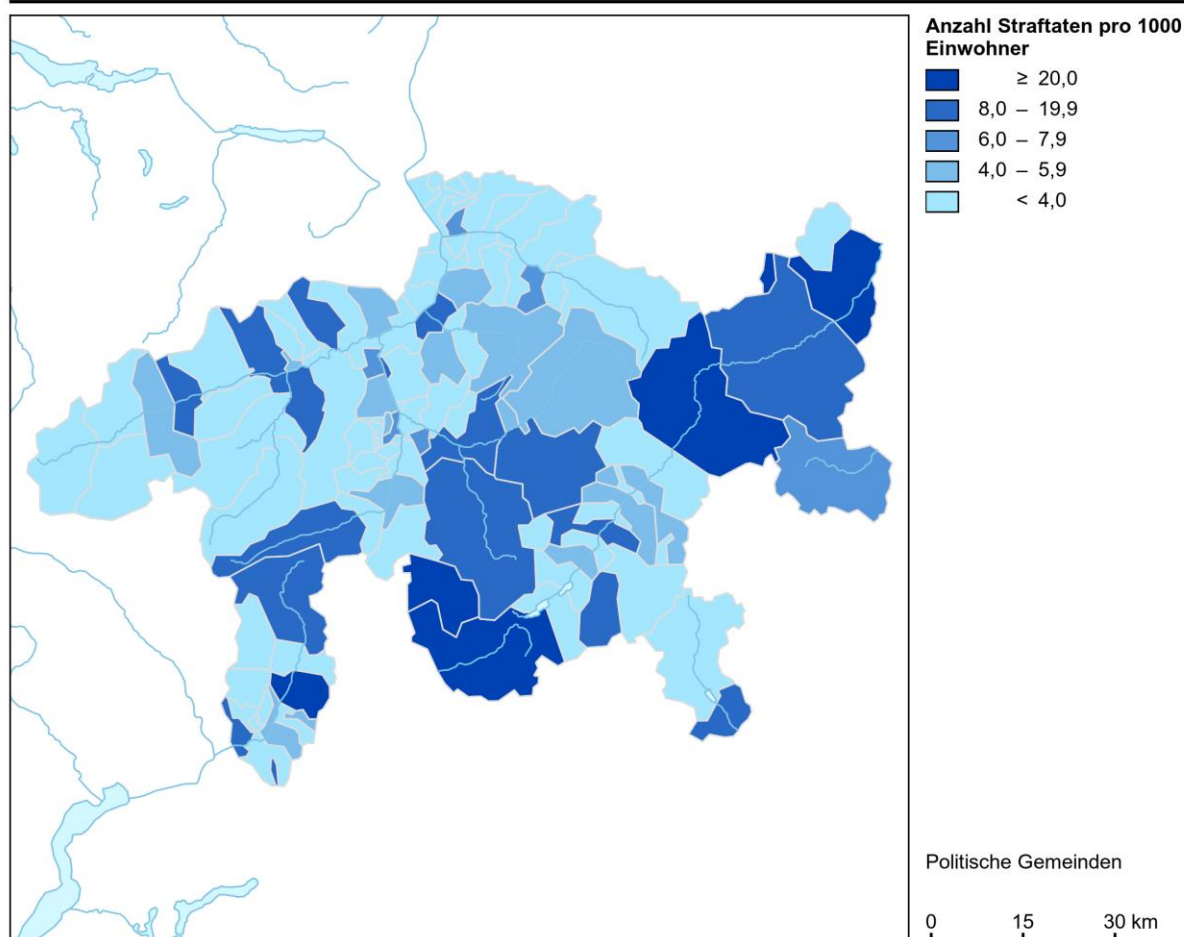 Anzahl Straftaten pro 1000
Einwohner
≥ 20,0
8,0 – 19,9
6,0 – 7,9
4,0 – 5,9
< 4,0
Politische Gemeinden
0 15 30 km